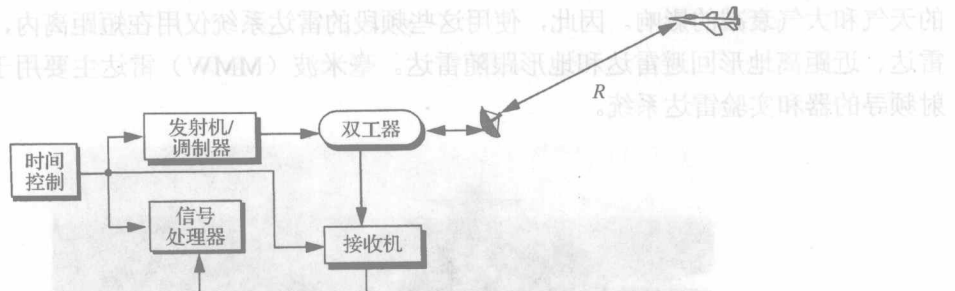 的天气和大气衰减的影响。因此，使用这些频段的雷达系统仅用在短距离内，
雷达，近距离地形回避雷达和地形跟随雷达。毫米波（MMW）雷达主要用于
射频寻的器和实验雷达系统。
R
发射机/
调制器
双工器
时间
控制
信号
处理器
接收机